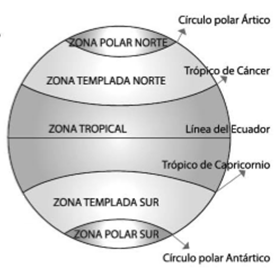 Círculo polar Ártico
ZONA POLAR NORTE
Trópico de Cáncer
ZONA TEMPLADA NORTE
ZONA TROPICAL
Línea del Ecuador
Trópico de Capricornio
ZONA TEMPLADA SUR
ZONA POLAR SUR
Círculo polar Antártico